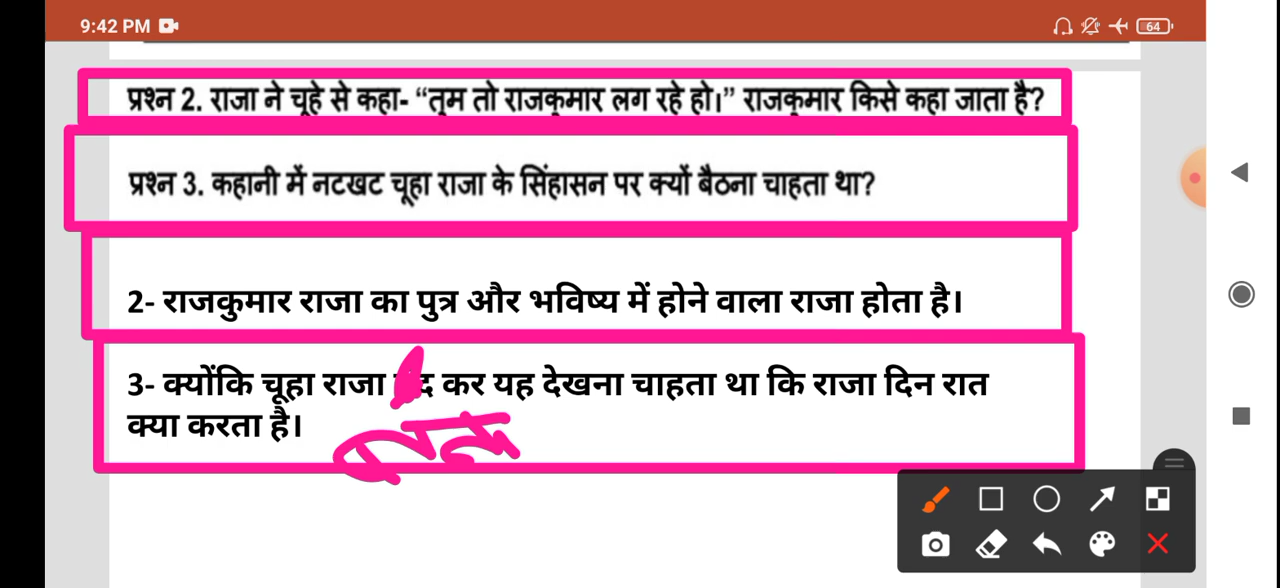 9:42 PM
64
प्रश्न 2. राजा ने चूहे से कहा- “तुम तो राजकुमार लग रहे हो।” राजकुमार किसे कहा जाता है?
प्रश्न 3. कहानी में नटखट चूहा राजा के सिंहासन पर क्यों बैठना चाहता था?
2- राजकुमार राजा का पुत्र और भविष्य में होने वाला राजा होता है।
3- क्योंकि चूहा राजा कर यह देखना चाहता था कि राजा दिन रात
क्या करता है।